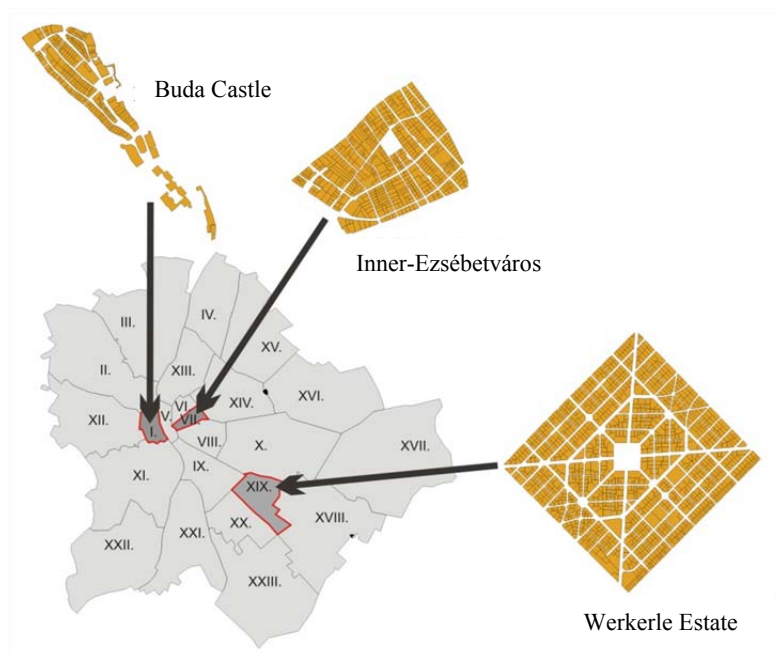 Buda Castle
Inner-Ezsébetváros
III.
IV.
XV.
II.
XIII.
XVI.
XII.
I.
V.
VI.
VII.
XIV.
XVII.
VIII.
X.
XI.
IX.
XIX.
XVIII.
XX.
XXII.
XXI.
XXIII.
Werkerle Estate